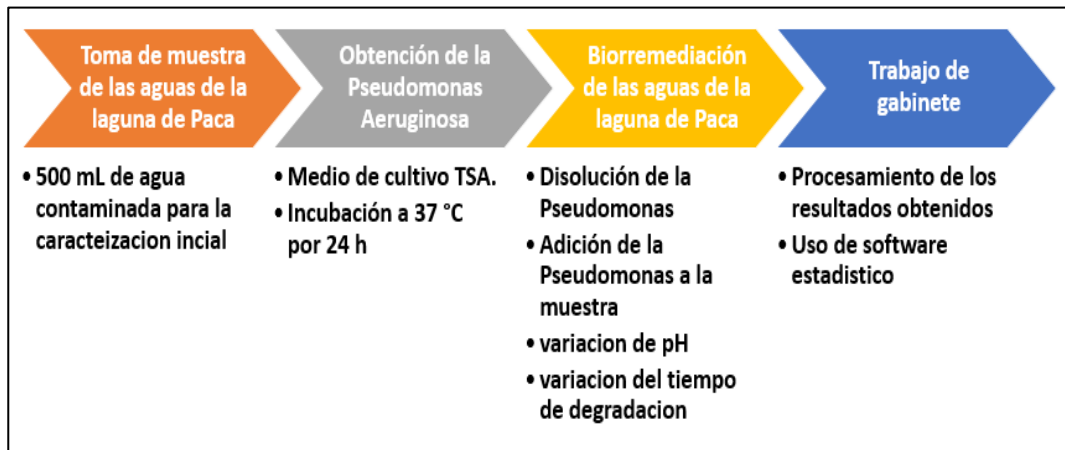 Toma de muestra
de las aguas de la
laguna de Paca
• 500 mL de agua
contaminada para la
caracteizacion incial
Obtención de la
Pseudomonas
Aeruginosa
• Medio de cultivo TSA.
• Incubación a 37 °C
por 24 h
Biorremediación
de las aguas de la
laguna de Paca
• Disolución de la
Pseudomonas
• Adición de la
Pseudomonas a la
muestra
• variacion de pH
• variacion del tiempo
de degradacion
Trabajo de
gabinete
• Procesamiento de los
resultados obtenidos
• Uso de software
estadistico